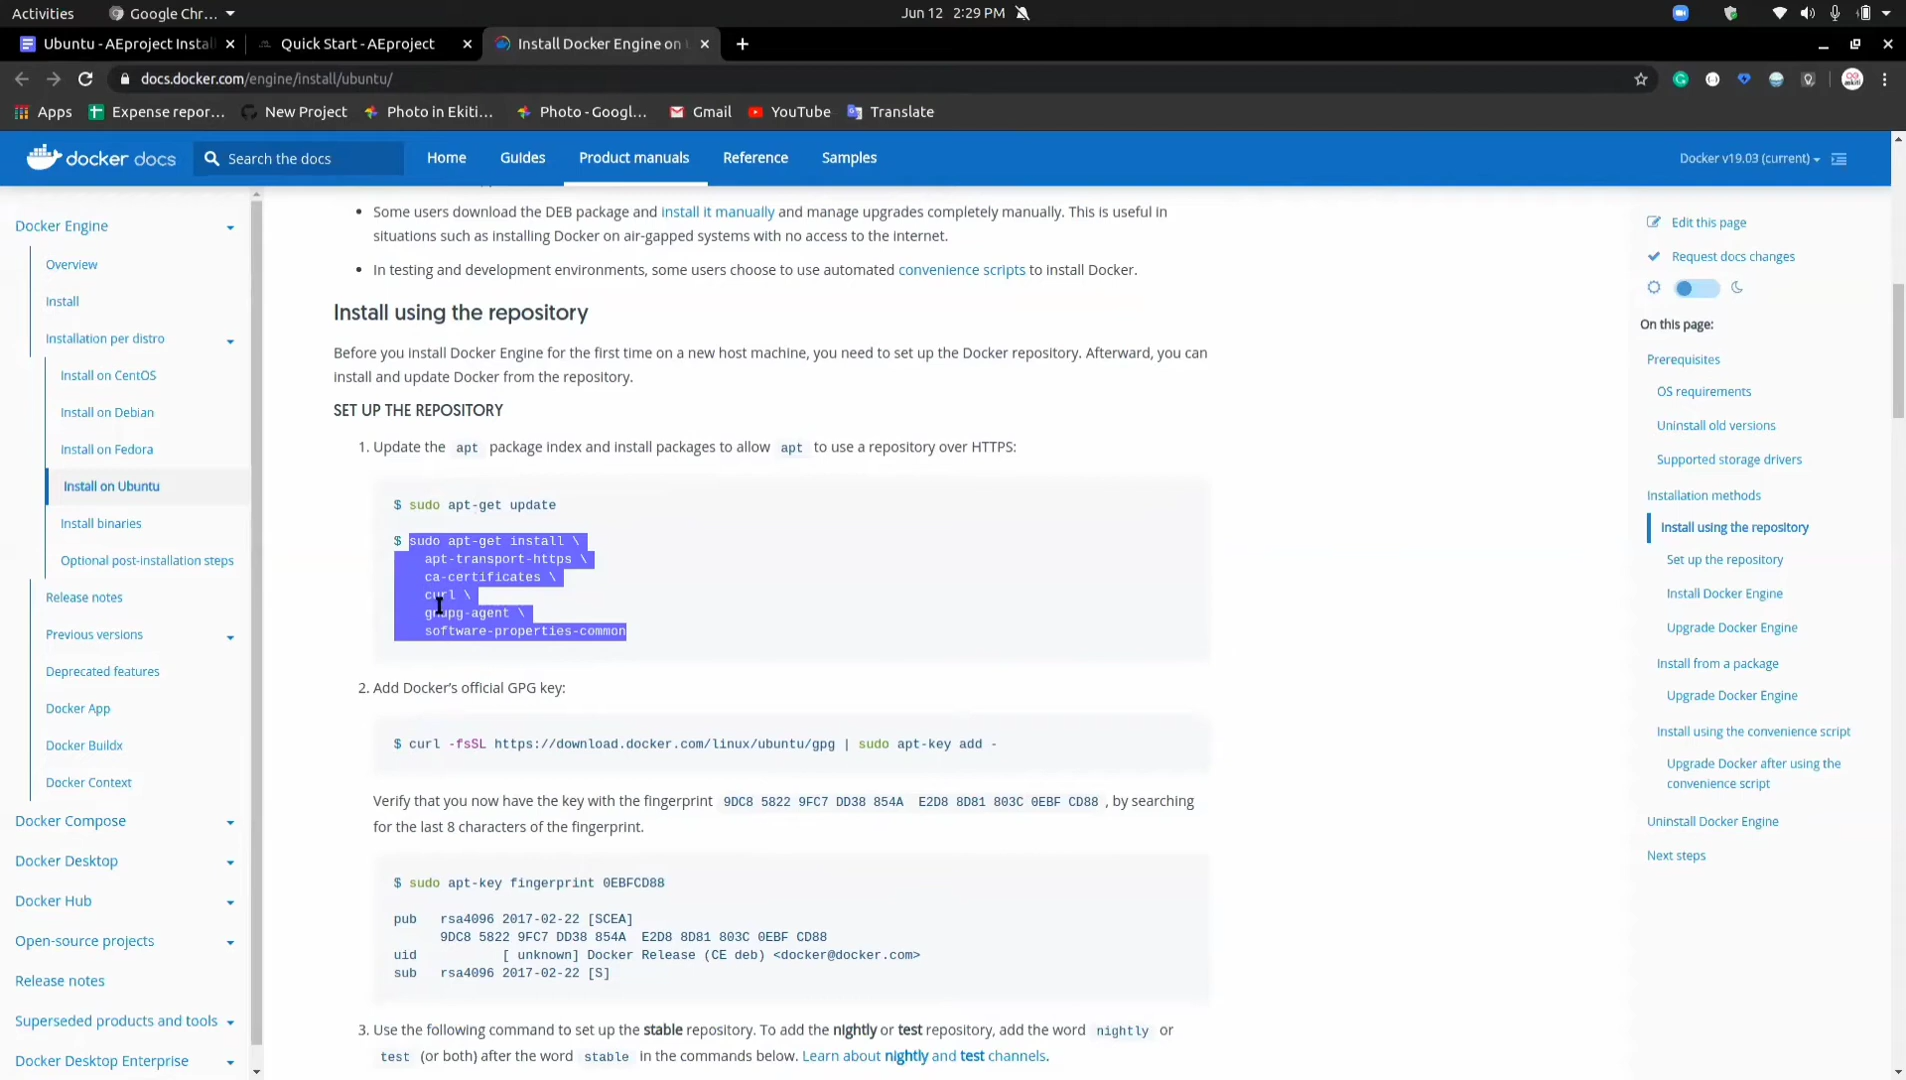 Activities
Google Chr...
Jun 12 2:29 PM
Ubuntu - AEproject Instal
Quick Start - AEproject
Install Docker Engine on
docs.docker.com/engine/install/ubuntu/
Apps
Expense repor...
New Project
Photo in Ekiti...
Photo - Googl...
Gmail
YouTube
Translate
docker docs
Search the docs
Home
Guides
Product manuals
Reference
Samples
Docker v19.03 (current)
Docker Engine
Overview
Install
Installation per distro
Install on CentOS
Install on Debian
Install on Fedora
Install on Ubuntu
Install binaries
Optional post-installation steps
Release notes
Previous versions
Deprecated features
Docker App
Docker Buildx
Docker Context
Docker Compose
Docker Desktop
Docker Hub
Open-source projects
Release notes
Superseded products and tools
Docker Desktop Enterprise
• Some users download the DEB package and install it manually and manage upgrades completely manually. This is useful in
situations such as installing Docker on air-gapped systems with no access to the internet.
• In testing and development environments, some users choose to use automated convenience scripts to install Docker.
Install using the repository
Before you install Docker Engine for the first time on a new host machine, you need to set up the Docker repository. Afterward, you can
install and update Docker from the repository.
SET UP THE REPOSITORY
1. Update the apt package index and install packages to allow apt to use a repository over HTTPS:
$ sudo apt-get update
$ sudo apt-get install \
apt-transport-https \
ca-certificates \
curl \
gnupg-agent \
software-properties-common
2. Add Docker’s official GPG key:
$ curl -fsSL https://download.docker.com/linux/ubuntu/gpg | sudo apt-key add -
Verify that you now have the key with the fingerprint 9DC8 5822 9FC7 DD38 854A  E2D8 8D81 803C 0EBF CD88 , by searching
for the last 8 characters of the fingerprint.
$ sudo apt-key fingerprint 0EBFCD88
pub   rsa4096 2017-02-22 [SCEA]
9DC8 5822 9FC7 DD38 854A  E2D8 8D81 803C 0EBF CD88
uid           [ unknown] Docker Release (CE deb) <docker@docker.com>
sub   rsa4096 2017-02-22 [S]
3. Use the following command to set up the stable repository. To add the nightly or test repository, add the word nightly or
test (or both) after the word stable in the commands below. Learn about nightly and test channels.
Edit this page
Request docs changes
On this page:
Prerequisites
OS requirements
Uninstall old versions
Supported storage drivers
Installation methods
Install using the repository
Set up the repository
Install Docker Engine
Upgrade Docker Engine
Install from a package
Upgrade Docker Engine
Install using the convenience script
Upgrade Docker after using the
convenience script
Uninstall Docker Engine
Next steps